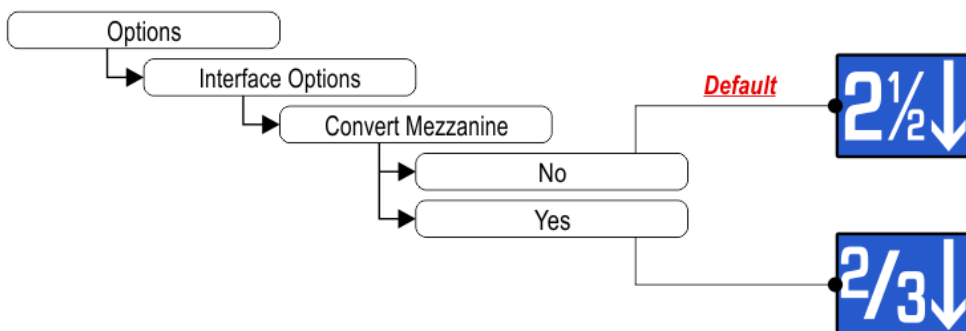 Options
Interface Options
Default
Convert Mezzanine
2½
No
Yes
2/3